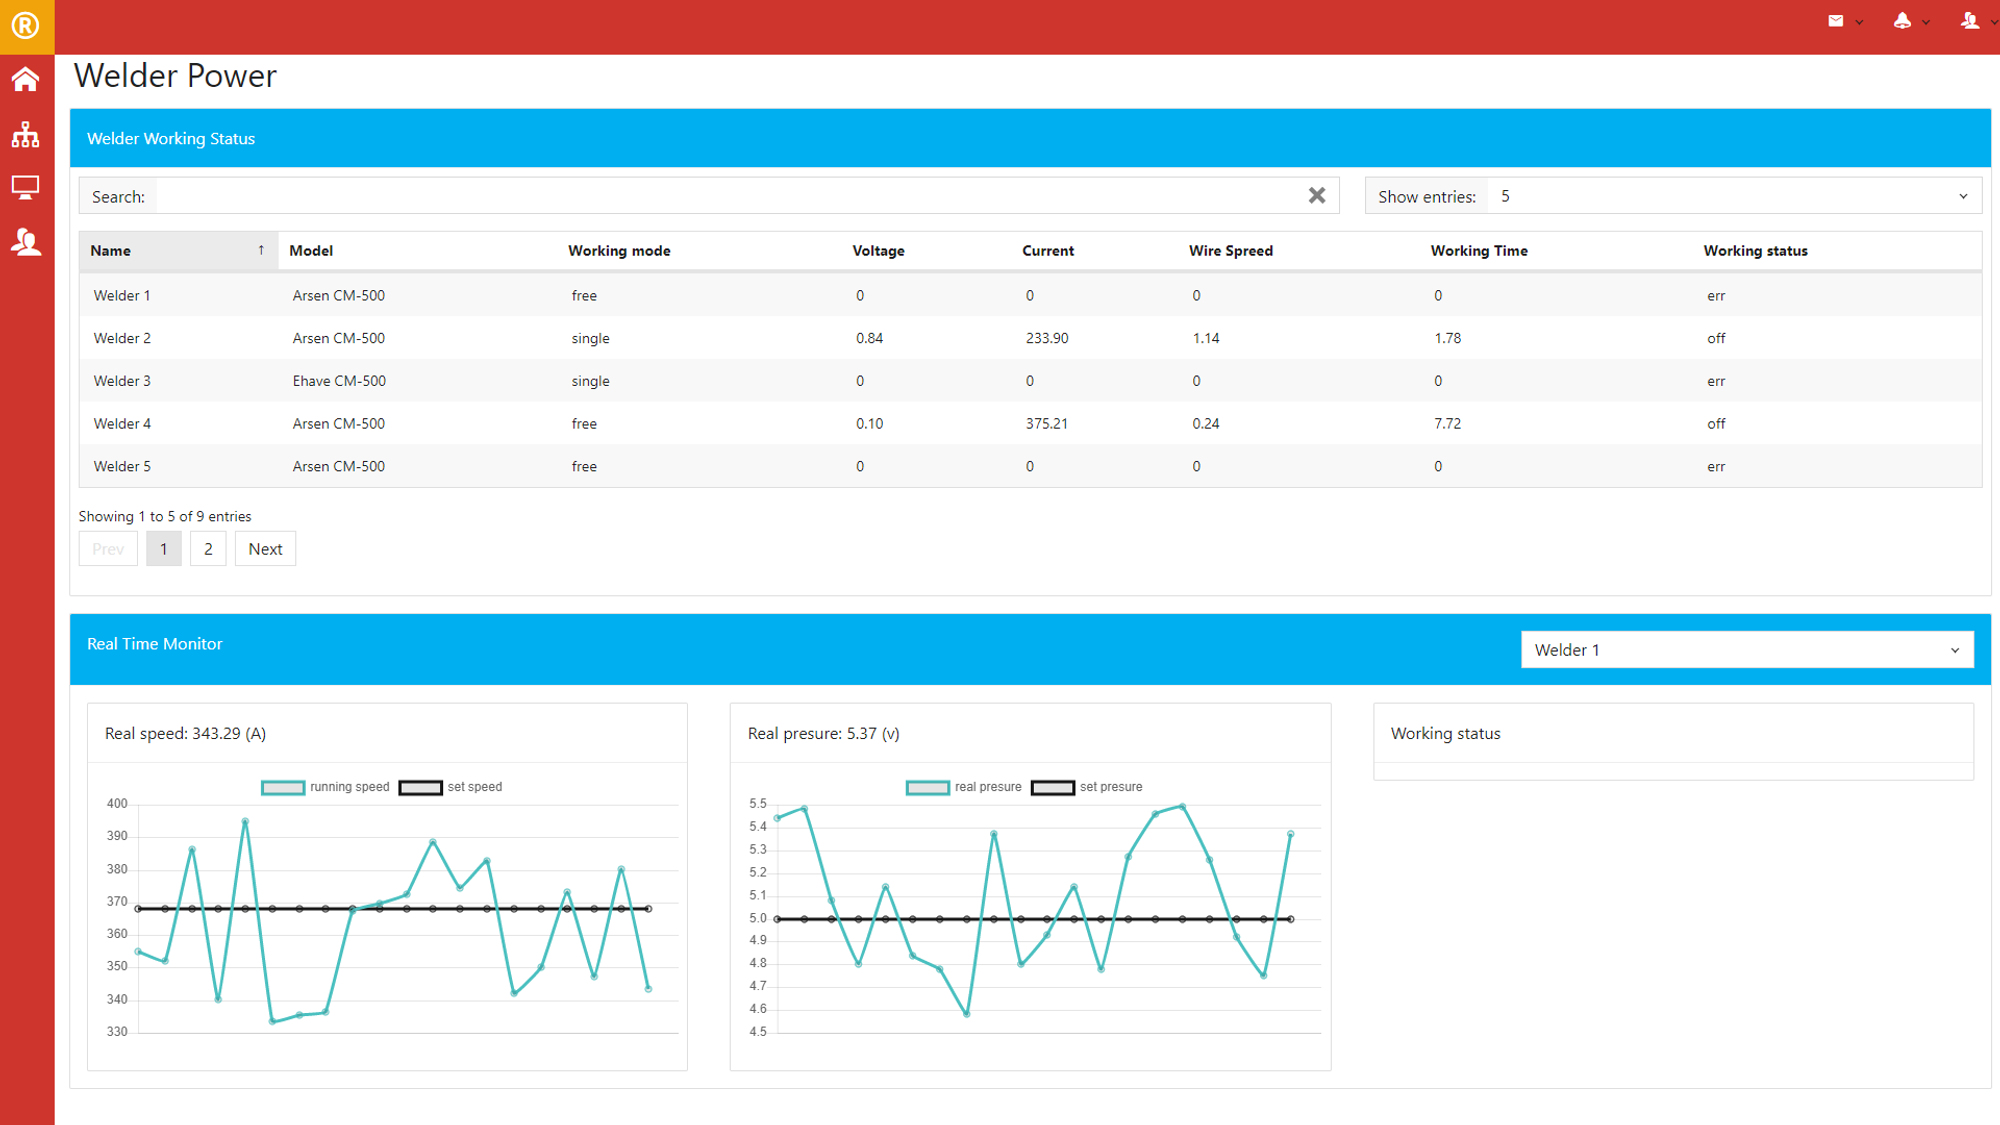 R
Welder Power
Welder Working Status
Search:
Show entries: 5
Name ↑ Model Working mode Voltage Current Wire Spreed Working Time Working status
Welder 1 Arsen CM-500 free 0 0 0 0 err
Welder 2 Arsen CM-500 single 0.84 233.90 1.14 1.78 off
Welder 3 Ehave CM-500 single 0 0 0 0 err
Welder 4 Arsen CM-500 free 0.10 375.21 0.24 7.72 off
Welder 5 Arsen CM-500 free 0 0 0 0 err
Showing 1 to 5 of 9 entries
Prev 1 2 Next
Real Time Monitor
Welder 1
Real speed: 343.29 (A)
running speed set speed
400
390
380
370
360
350
340
330
Real presure: 5.37 (v)
real presure set presure
5.5
5.4
5.3
5.2
5.1
5.0
4.9
4.8
4.7
4.6
4.5
Working status